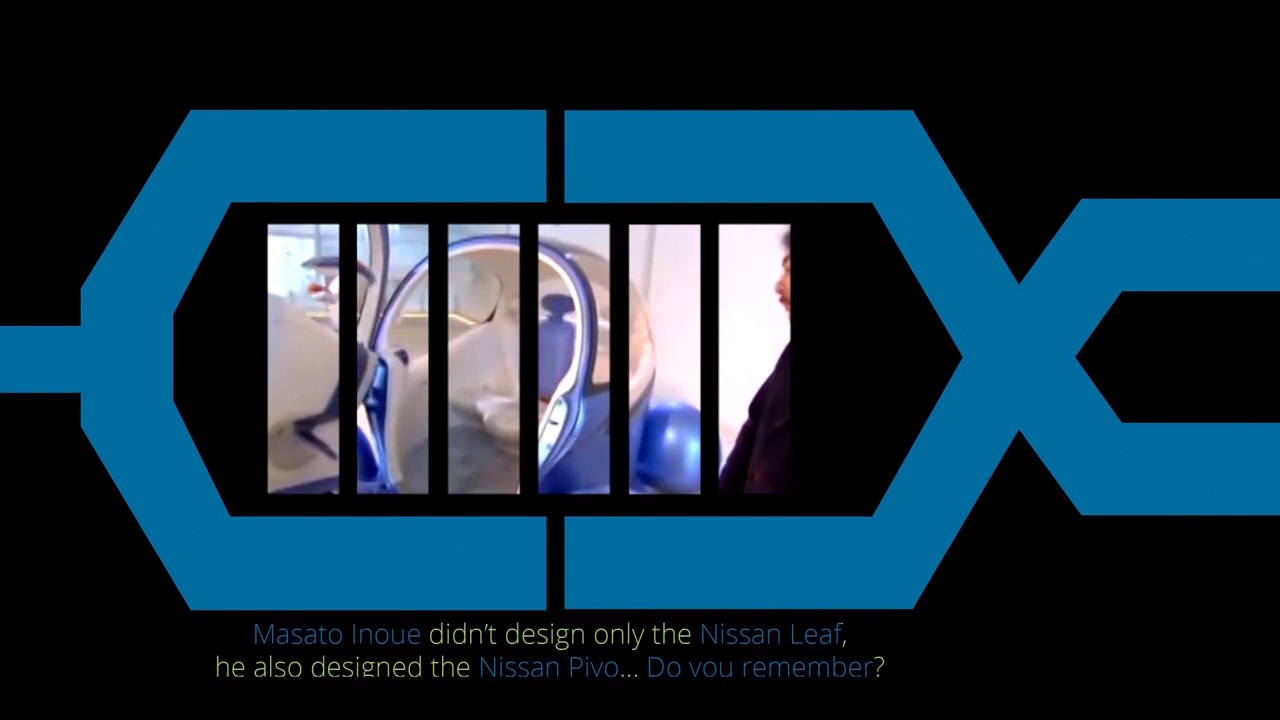 Masato Inoue didn’t design only the Nissan Leaf,
he also designed the Nissan Pivo... Do you remember?